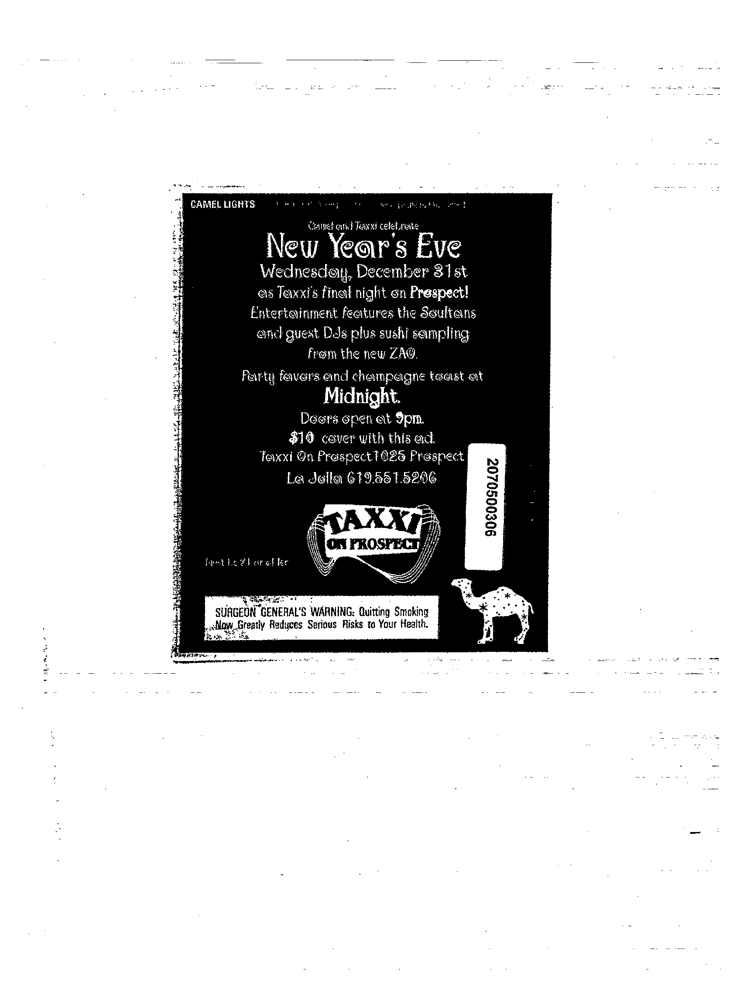 CAMEL LIGHTS
Camel and Taxxi celebrate
New Year's Eve
Wednesday, December 31st
as Taxxi's final night on Prospect!
Entertainment features the Soultans
and guest DJs plus sushi sampling
from the new ZAO.
Party favors and champagne toast at
Midnight.
Doors open at 9pm.
$10 cover with this ad.
Taxxi On Prospect 1025 Prospect
La Jolla 619.551.5206
TAXXI
ON PROSPECT
21 or older
SURGEON GENERAL'S WARNING: Quitting Smoking
Now Greatly Reduces Serious Risks to Your Health.
2070500306